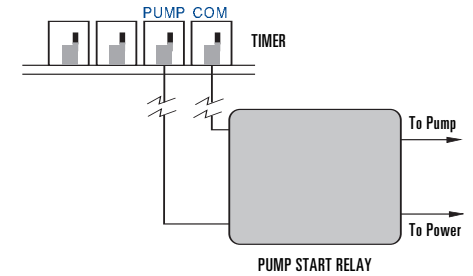 PUMP COM
TIMER
To Pump
To Power
PUMP START RELAY